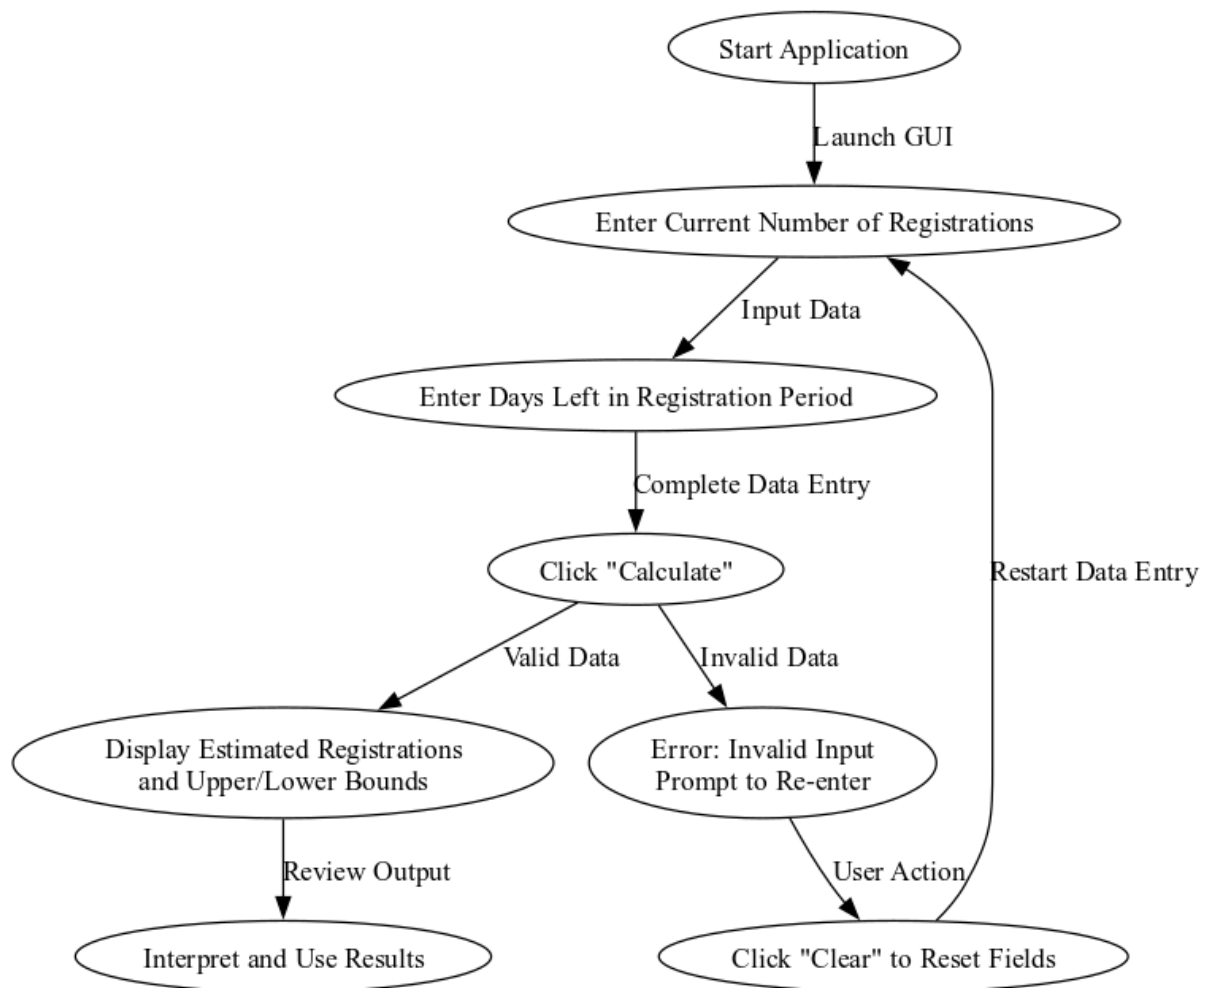 Start Application
Launch GUI
Enter Current Number of Registrations
Input Data
Enter Days Left in Registration Period
Complete Data Entry
Click "Calculate"
Restart Data Entry
Valid Data
Invalid Data
Display Estimated Registrations
and Upper/Lower Bounds
Error: Invalid Input
Prompt to Re-enter
Review Output
User Action
Interpret and Use Results
Click "Clear" to Reset Fields